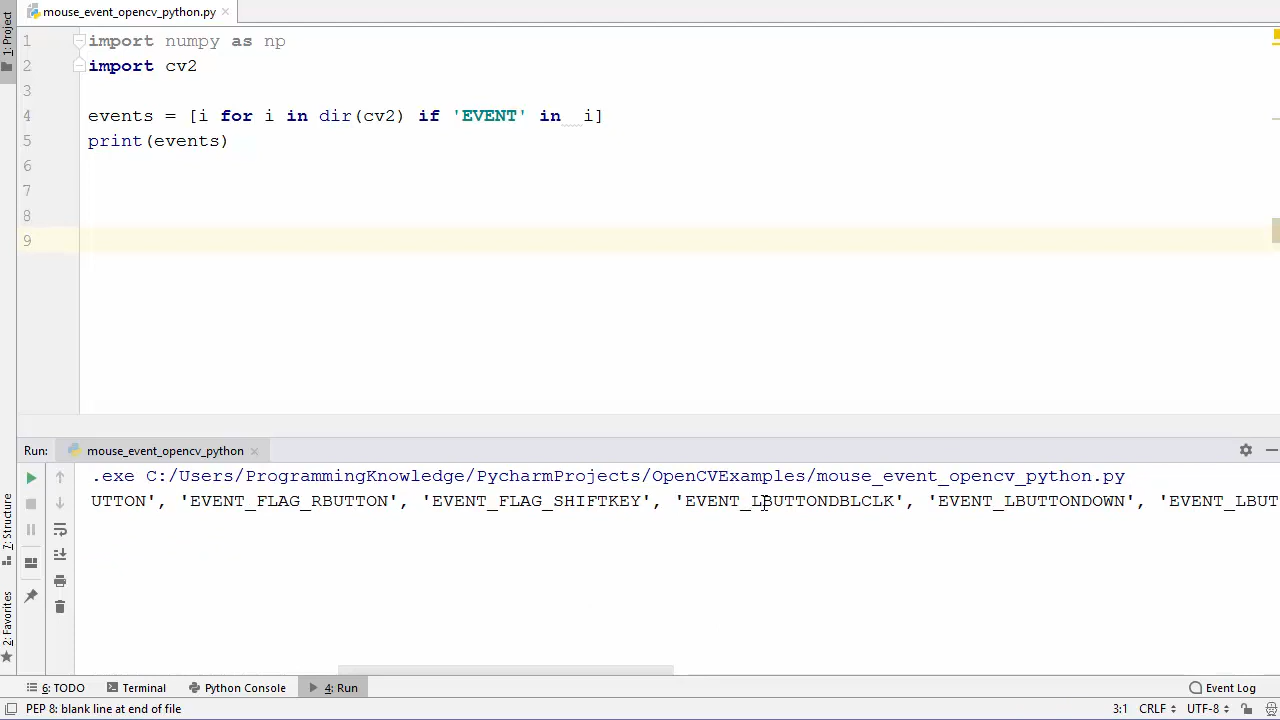 mouse_event_opencv_python.py
1: Project
1 import numpy as np
2 import cv2
3
4 events = [i for i in dir(cv2) if 'EVENT' in  i]
5 print(events)
6
7
8
9
Run: mouse_event_opencv_python
.exe C:/Users/ProgrammingKnowledge/PycharmProjects/OpenCVExamples/mouse_event_opencv_python.py
UTTON', 'EVENT_FLAG_RBUTTON', 'EVENT_FLAG_SHIFTKEY', 'EVENT_LBUTTONDBLCLK', 'EVENT_LBUTTONDOWN', 'EVENT_LBUT
7: Structure
2: Favorites
6: TODO Terminal Python Console 4: Run Event Log
PEP 8: blank line at end of file 3:1 CRLF UTF-8